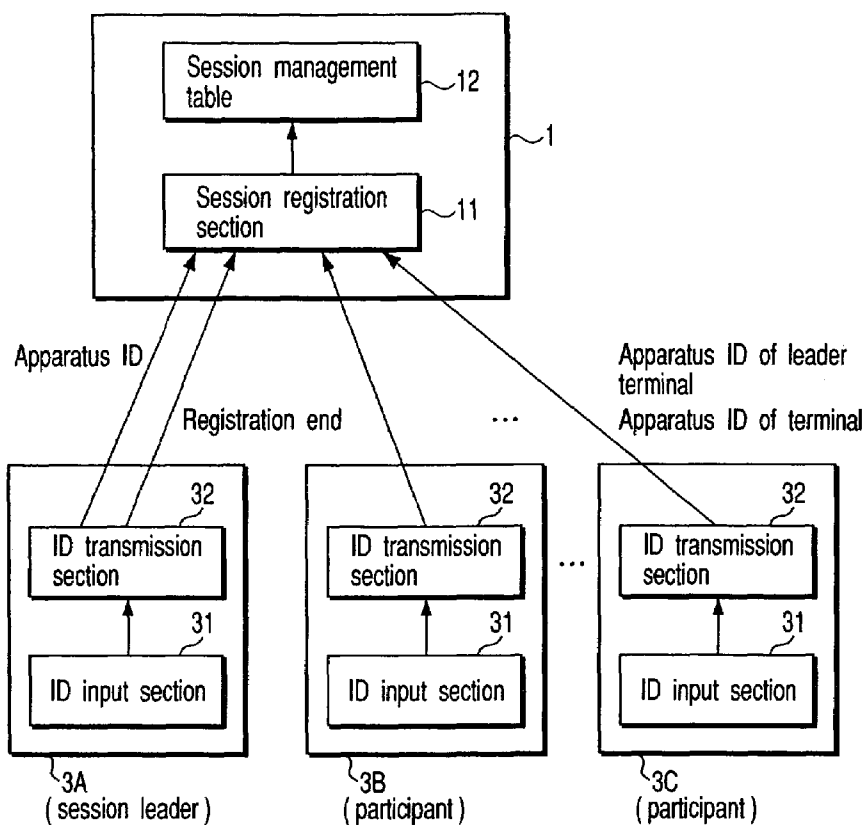 Session management
table
12
1
Session registration
section
11
Apparatus ID
Registration end
...
Apparatus ID of leader
terminal
Apparatus ID of terminal
32
ID transmission
section
31
ID input section
3A
(session leader)
32
ID transmission
section
31
ID input section
3B
(participant)
...
32
ID transmission
section
31
ID input section
3C
(participant)